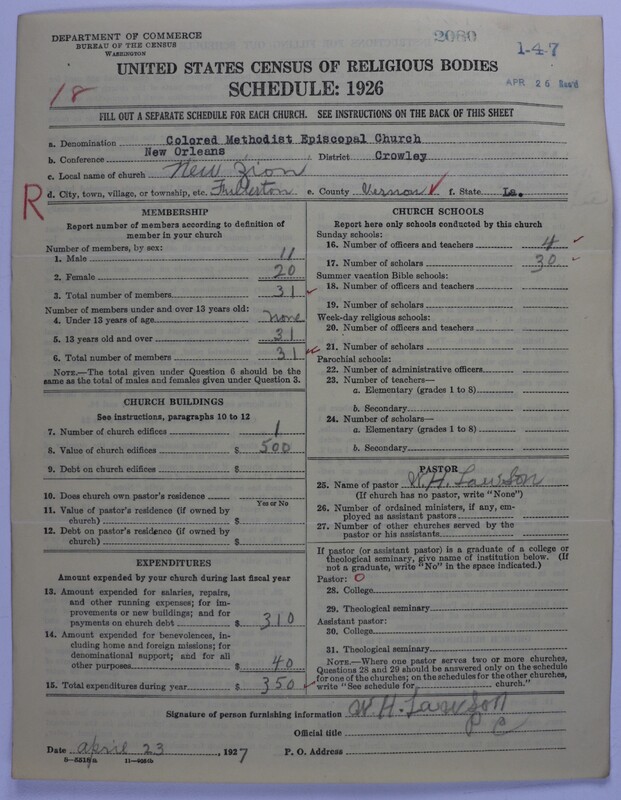 DEPARTMENT OF COMMERCE
BUREAU OF THE CENSUS
WASHINGTON
2060
1-4-7
APR 26 Rec'd
UNITED STATES CENSUS OF RELIGIOUS BODIES
SCHEDULE: 1926
18
FILL OUT A SEPARATE SCHEDULE FOR EACH CHURCH. SEE INSTRUCTIONS ON THE BACK OF THIS SHEET
a. Denomination Colored Methodist Episcopal Church
b. Conference New Orleans District Crowley
c. Local name of church New Zion
R
d. City, town, village, or township, etc. Fullerton e. County Vernon f. State La.
MEMBERSHIP
Report number of members according to definition of
member in your church
Number of members, by sex:
1. Male 11
2. Female 20
3. Total number of members 31
Number of members under and over 13 years old:
4. Under 13 years of age none
5. 13 years old and over 31
6. Total number of members 31
NOTE.—The total given under Question 6 should be
same as the total of males and females given under Question 3.
CHURCH BUILDINGS
See instructions, paragraphs 10 to 12
7. Number of church edifices 1
8. Value of church edifices $ 500
9. Debt on church edifices $
10. Does church own pastor's residence
Yes or No
11. Value of pastor's residence (if owned by
church) $
12. Debt on pastor's residence (if owned by
church) $
EXPENDITURES
Amount expended by your church during last fiscal year
13. Amount expended for salaries, repairs,
and other running expenses; for im-
provements or new buildings; and for
payments on church debt $ 310
14. Amount expended for benevolences, in-
cluding home and foreign missions; for
denominational support; and for all
other purposes $ 40
15. Total expenditures during year $ 350
CHURCH SCHOOLS
Report here only schools conducted by this church
Sunday schools:
16. Number of officers and teachers 4
17. Number of scholars 30
Summer vacation Bible schools:
18. Number of officers and teachers
19. Number of scholars
Week-day religious schools:
20. Number of officers and teachers
21. Number of scholars
Parochial schools:
22. Number of administrative officers
23. Number of teachers—
a. Elementary (grades 1 to 8)
b. Secondary
24. Number of scholars—
a. Elementary (grades 1 to 8)
b. Secondary
PASTOR
25. Name of pastor W. H. Lawson
(If church has no pastor, write "None")
26. Number of ordained ministers, if any, em-
ployed as assistant pastors
27. Number of other churches served by the
pastor or his assistants
If pastor (or assistant pastor) is a graduate of a college or
theological seminary, give name of institution below. (If
not a graduate, write "No" in the space indicated.)
Pastor: O
28. College
29. Theological seminary
Assistant pastor:
30. College
31. Theological seminary
NOTE.—Where one pastor serves two or more churches,
Questions 28 and 29 should be answered only on the schedule
for one of the churches; on the schedules for the other churches,
write "See schedule for church."
Signature of person furnishing information W. H. Lawson
Official title P C
Date april 23, 1927 P. O. Address